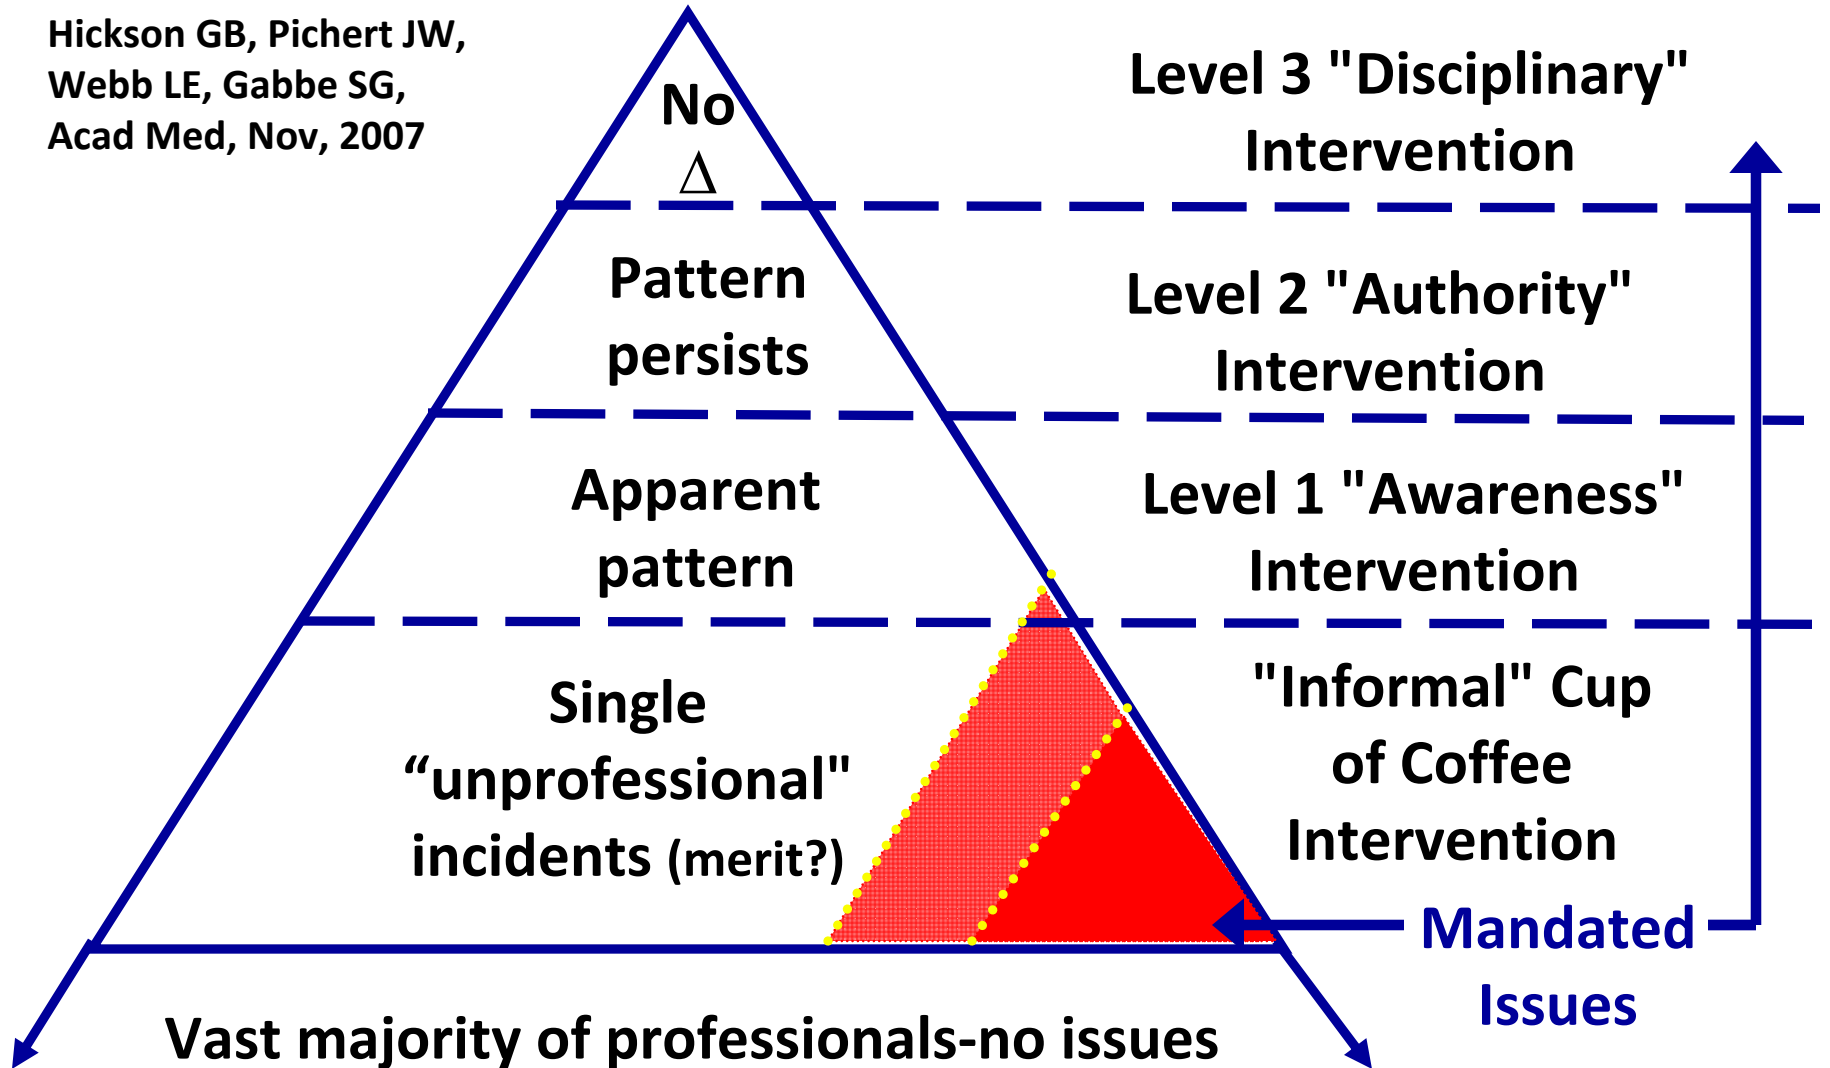 Hickson GB, Pichert JW,
Webb LE, Gabbe SG,
Acad Med, Nov, 2007
No
Δ
Level 3 "Disciplinary"
Intervention
Pattern
persists
Level 2 "Authority"
Intervention
Apparent
pattern
Level 1 "Awareness"
Intervention
Single
“unprofessional"
incidents (merit?)
"Informal" Cup
of Coffee
Intervention
Mandated
Issues
Vast majority of professionals-no issues